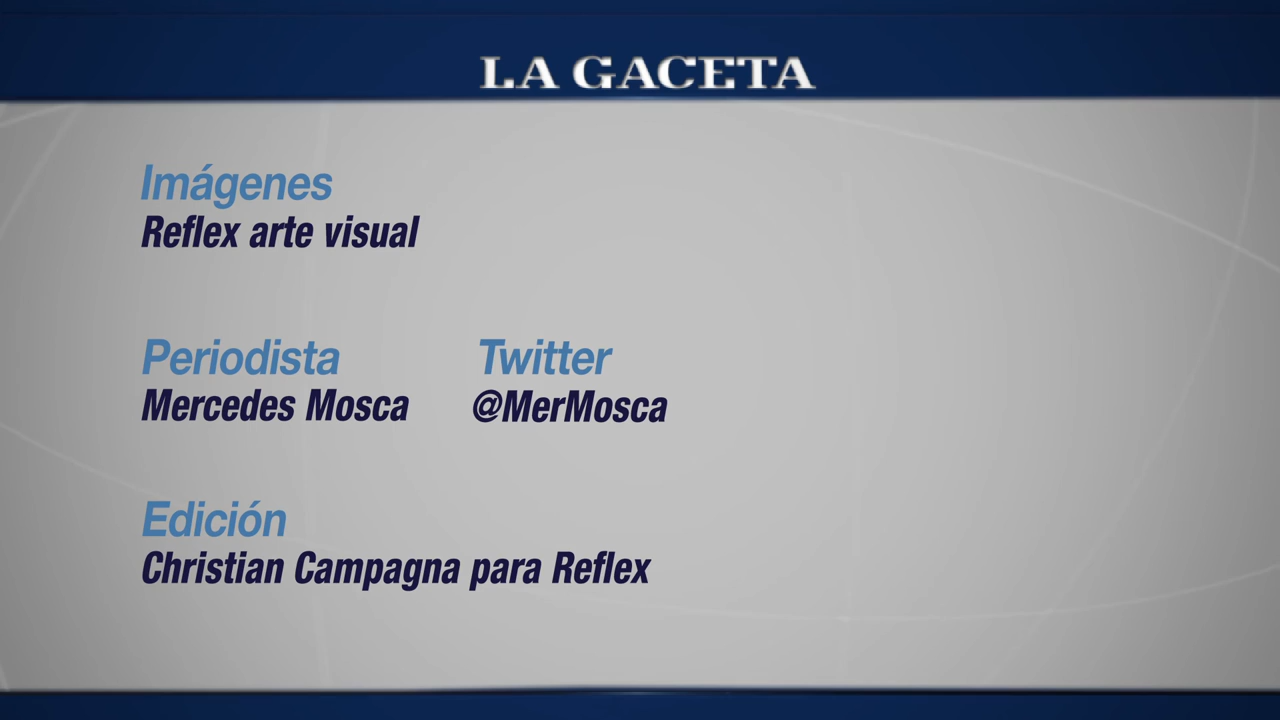 LA GACETA
Imágenes
Reflex arte visual
Periodista
Mercedes Mosca
Twitter
@MerMosca
Edición
Christian Campagna para Reflex